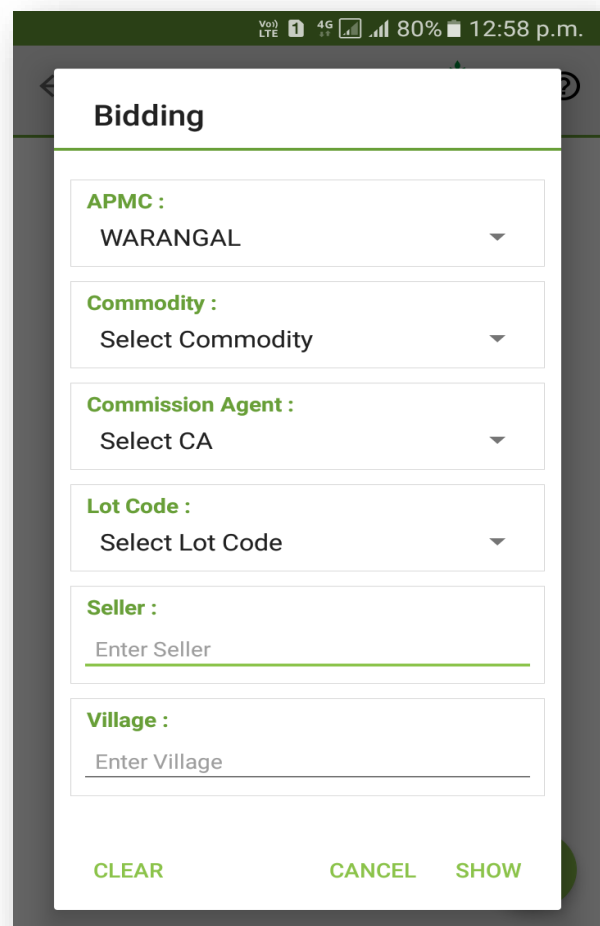 Vo)) LTE 1 4G 80% 12:58 p.m.
?
Bidding
APMC :
WARANGAL
Commodity :
Select Commodity
Commission Agent :
Select CA
Lot Code :
Select Lot Code
Seller :
Enter Seller
Village :
Enter Village
CLEAR CANCEL SHOW